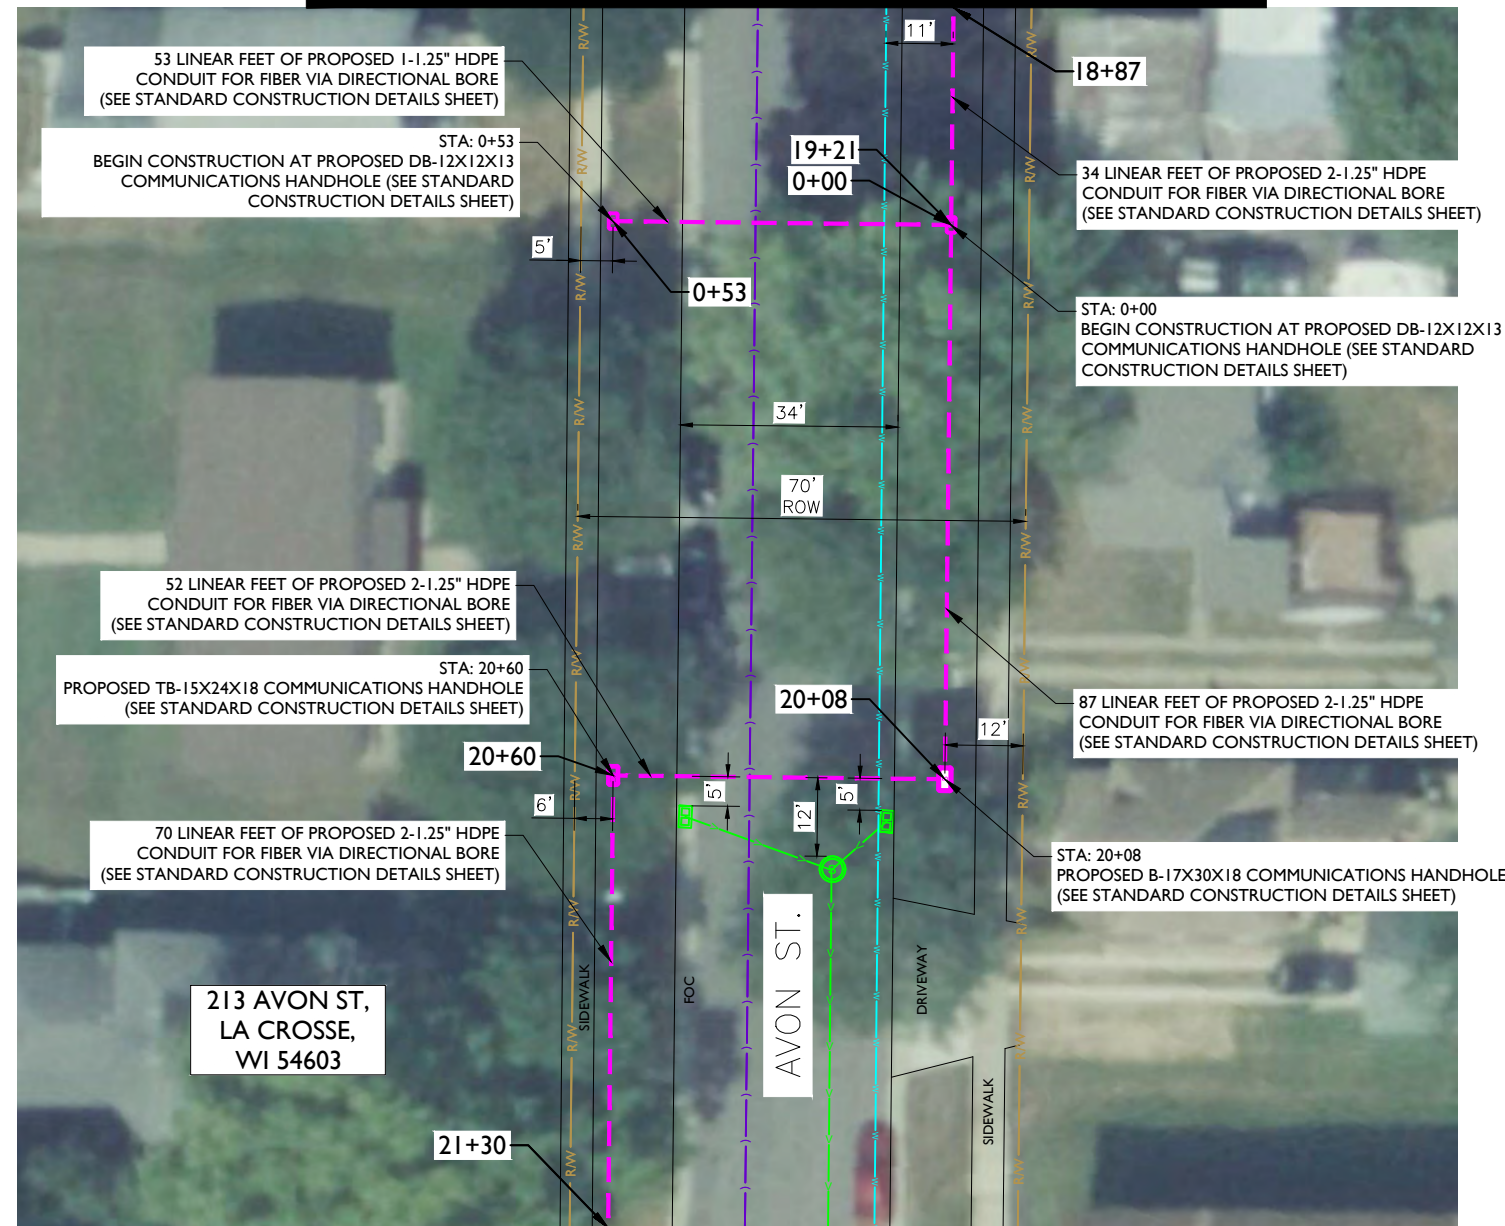 53 LINEAR FEET OF PROPOSED 1-1.25" HDPE
CONDUIT FOR FIBER VIA DIRECTIONAL BORE
(SEE STANDARD CONSTRUCTION DETAILS SHEET)
R/W
11'
R/W
18+87
STA: 0+53
BEGIN CONSTRUCTION AT PROPOSED DB-12X12X13
COMMUNICATIONS HANDHOLE (SEE STANDARD
CONSTRUCTION DETAILS SHEET)
R/W
19+21
0+00
34 LINEAR FEET OF PROPOSED 2-1.25" HDPE
CONDUIT FOR FIBER VIA DIRECTIONAL BORE
(SEE STANDARD CONSTRUCTION DETAILS SHEET)
5'
R/W
0+53
R/W
STA: 0+00
BEGIN CONSTRUCTION AT PROPOSED DB-12X12X13
COMMUNICATIONS HANDHOLE (SEE STANDARD
CONSTRUCTION DETAILS SHEET)
R/W
34'
R/W
70'
ROW
R/W
R/W
52 LINEAR FEET OF PROPOSED 2-1.25" HDPE
CONDUIT FOR FIBER VIA DIRECTIONAL BORE
(SEE STANDARD CONSTRUCTION DETAILS SHEET)
R/W
STA: 20+60
PROPOSED TB-15X24X18 COMMUNICATIONS HANDHOLE
(SEE STANDARD CONSTRUCTION DETAILS SHEET)
R/W
20+08
87 LINEAR FEET OF PROPOSED 2-1.25" HDPE
CONDUIT FOR FIBER VIA DIRECTIONAL BORE
(SEE STANDARD CONSTRUCTION DETAILS SHEET)
12'
20+60
R/W
R/W
6'
5'
12'
5'
70 LINEAR FEET OF PROPOSED 2-1.25" HDPE
CONDUIT FOR FIBER VIA DIRECTIONAL BORE
(SEE STANDARD CONSTRUCTION DETAILS SHEET)
STA: 20+08
PROPOSED B-17X30X18 COMMUNICATIONS HANDHOLE
(SEE STANDARD CONSTRUCTION DETAILS SHEET)
R/W
R/W
213 AVON ST,
LA CROSSE,
WI 54603
SIDEWALK
FOC
AVON ST.
DRIVEWAY
R/W
R/W
SIDEWALK
21+30
R/W
R/W